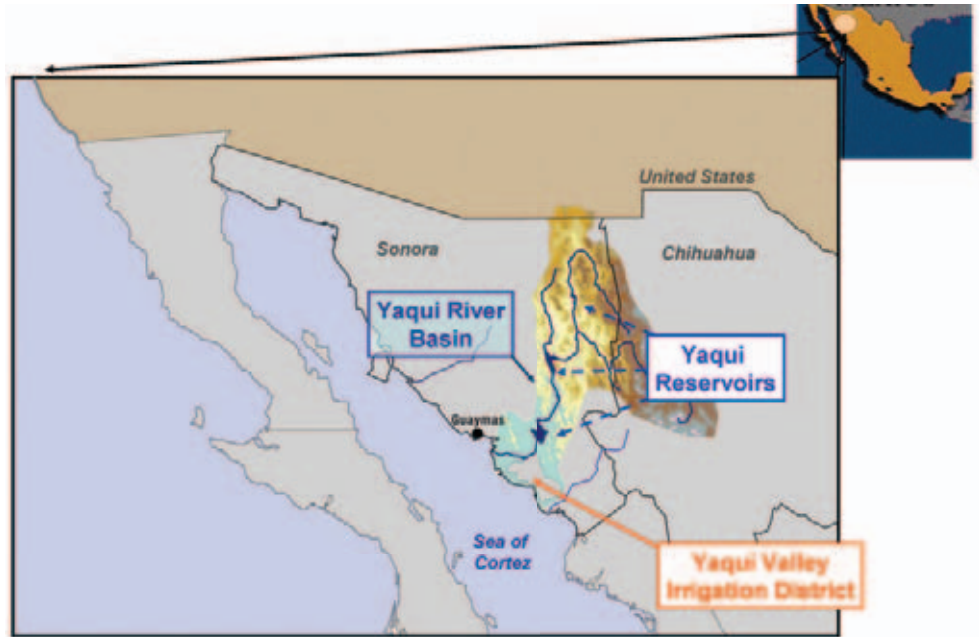 United States
Sonora
Chihuahua
Yaqui River
Basin
Yaqui
Reservoirs
Guaymas
Sea of
Cortez
Yaqui Valley
Irrigation District